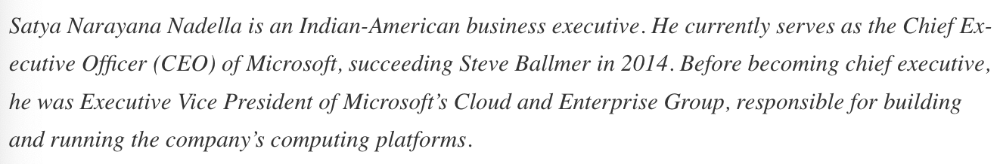 Satya Narayana Nadella is an Indian-American business executive. He currently serves as the Chief Ex-
ecutive Officer (CEO) of Microsoft, succeeding Steve Ballmer in 2014. Before becoming chief executive,
he was Executive Vice President of Microsoft’s Cloud and Enterprise Group, responsible for building
and running the company’s computing platforms.